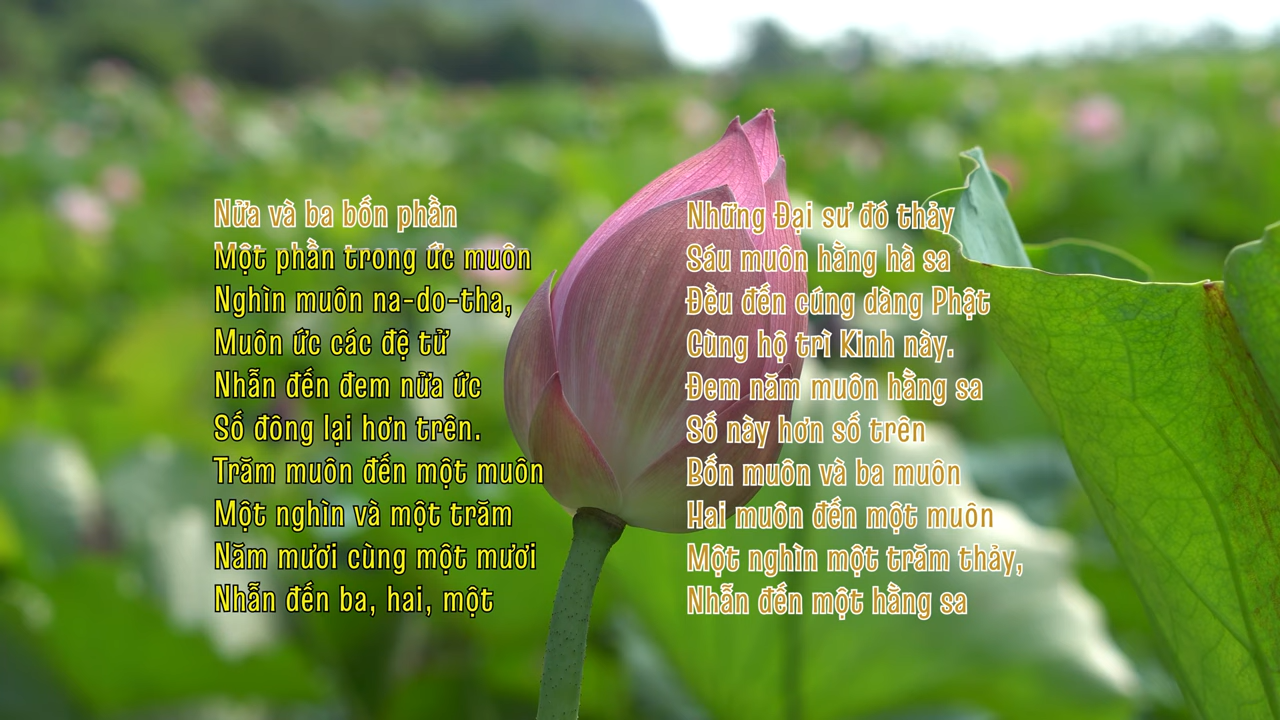 Nửa và ba bốn phần
Một phần trong ức muôn
Nghìn muôn na-do-tha,
Muôn ức các đệ tử
Nhẫn đến đem nửa ức
Số đông lại hơn trên.
Trăm muôn đến một muôn
Một nghìn và một trăm
Năm mươi cùng một mươi
Nhẫn đến ba, hai, một
Những Đại sư đó thảy
Sáu muôn hằng hà sa
Đều đến cúng dàng Phật
Cùng hộ trì Kinh này.
Đem năm muôn hằng sa
Số này hơn số trên
Bốn muôn và ba muôn
Hai muôn đến một muôn
Một nghìn một trăm thảy,
Nhẫn đến một hằng sa